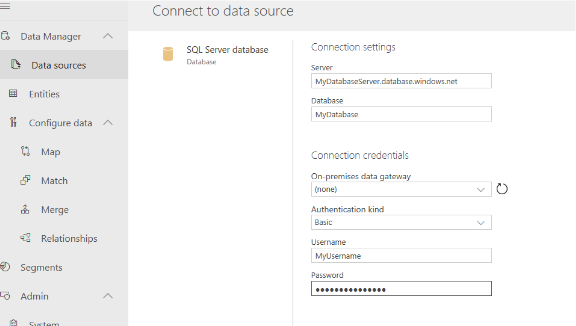 Connect to data source
Data Manager
Data sources
Entities
Configure data
Map
Match
Merge
Relationships
Segments
Admin
System
SQL Server database
Database
Connection settings
Server
MyDatabaseServer.database.windows.net
Database
MyDatabase
Connection credentials
On-premises data gateway
(none)
Authentication kind
Basic
Username
MyUsername
Password
●●●●●●●●●●●●●●●